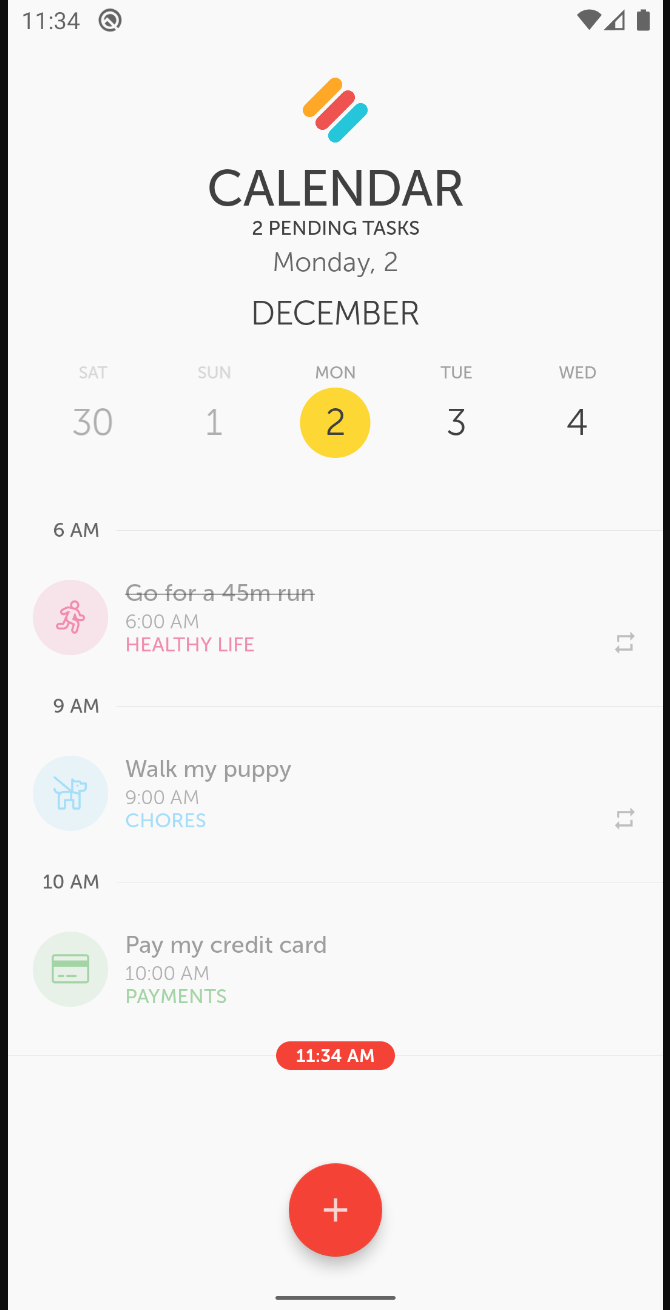 11:34
CALENDAR
2 PENDING TASKS
Monday, 2
DECEMBER
SAT SUN MON TUE WED
30 1 2 3 4
6 AM
Go for a 45m run
6:00 AM
HEALTHY LIFE
9 AM
Walk my puppy
9:00 AM
CHORES
10 AM
Pay my credit card
10:00 AM
PAYMENTS
11:34 AM
+